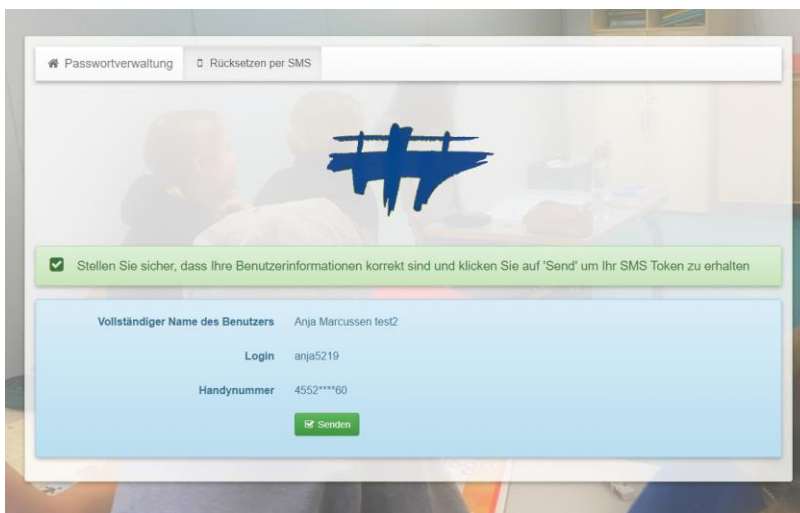 Passwortverwaltung Rücksetzen per SMS
Stellen Sie sicher, dass Ihre Benutzerinformationen korrekt sind und klicken Sie auf 'Send' um Ihr SMS Token zu erhalten
Vollständiger Name des Benutzers Anja Marcussen test2
Login anja5219
Handynummer 4552****60
Senden